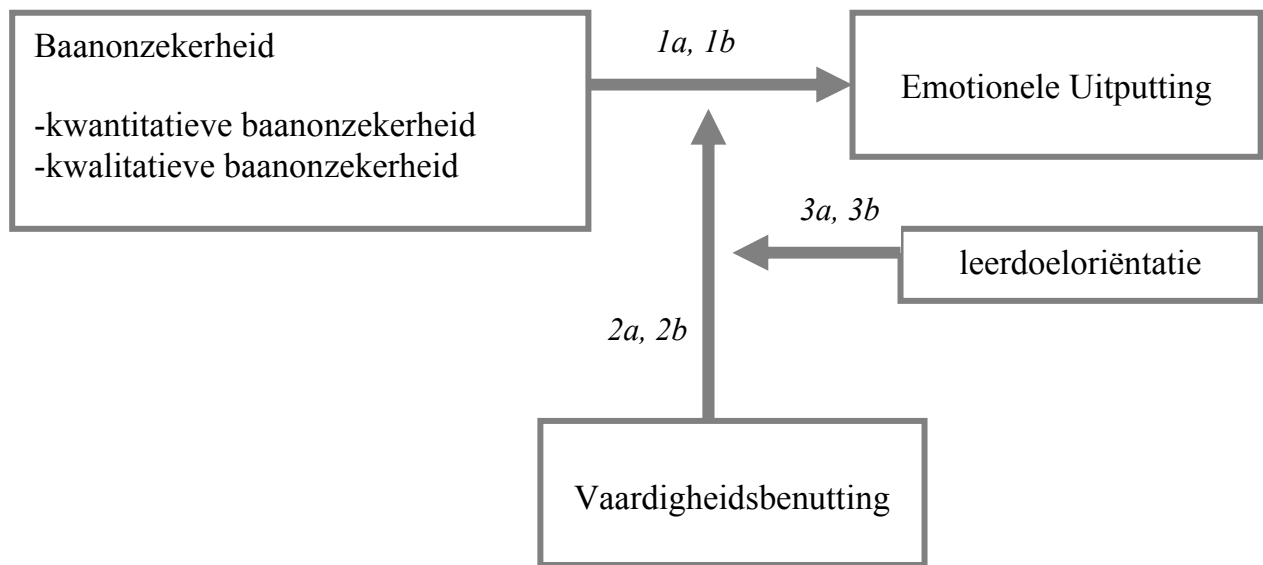 Baanonzekerheid
-kwantitatieve baanonzekerheid
-kwalitatieve baanonzekerheid
1a, 1b
Emotionele Uitputting
3a, 3b
leerdoeloriëntatie
2a, 2b
Vaardigheidsbenutting